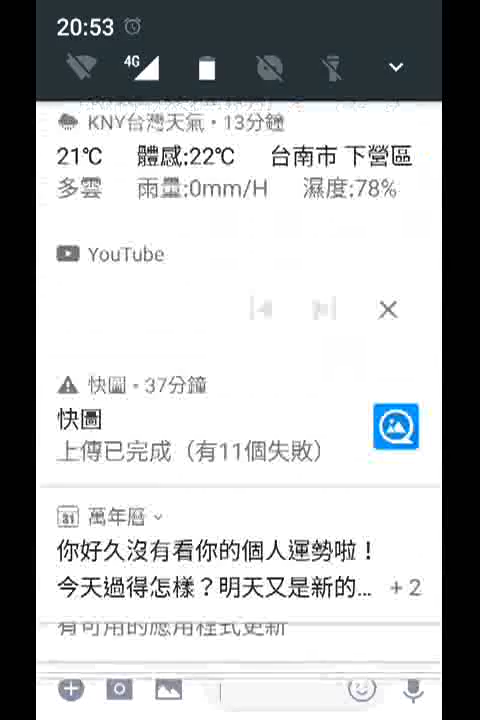 20:53
4G
KNY台灣天氣 • 13分鐘
21℃ 體感:22℃ 台南市 下營區
多雲 雨量:0mm/H 濕度:78%
YouTube
快圖 • 37分鐘
快圖
上傳已完成（有11個失敗）
31 萬年曆
你好久沒有看你的個人運勢啦！
今天過得怎樣？明天又是新的... + 2
有可用的應用程式更新